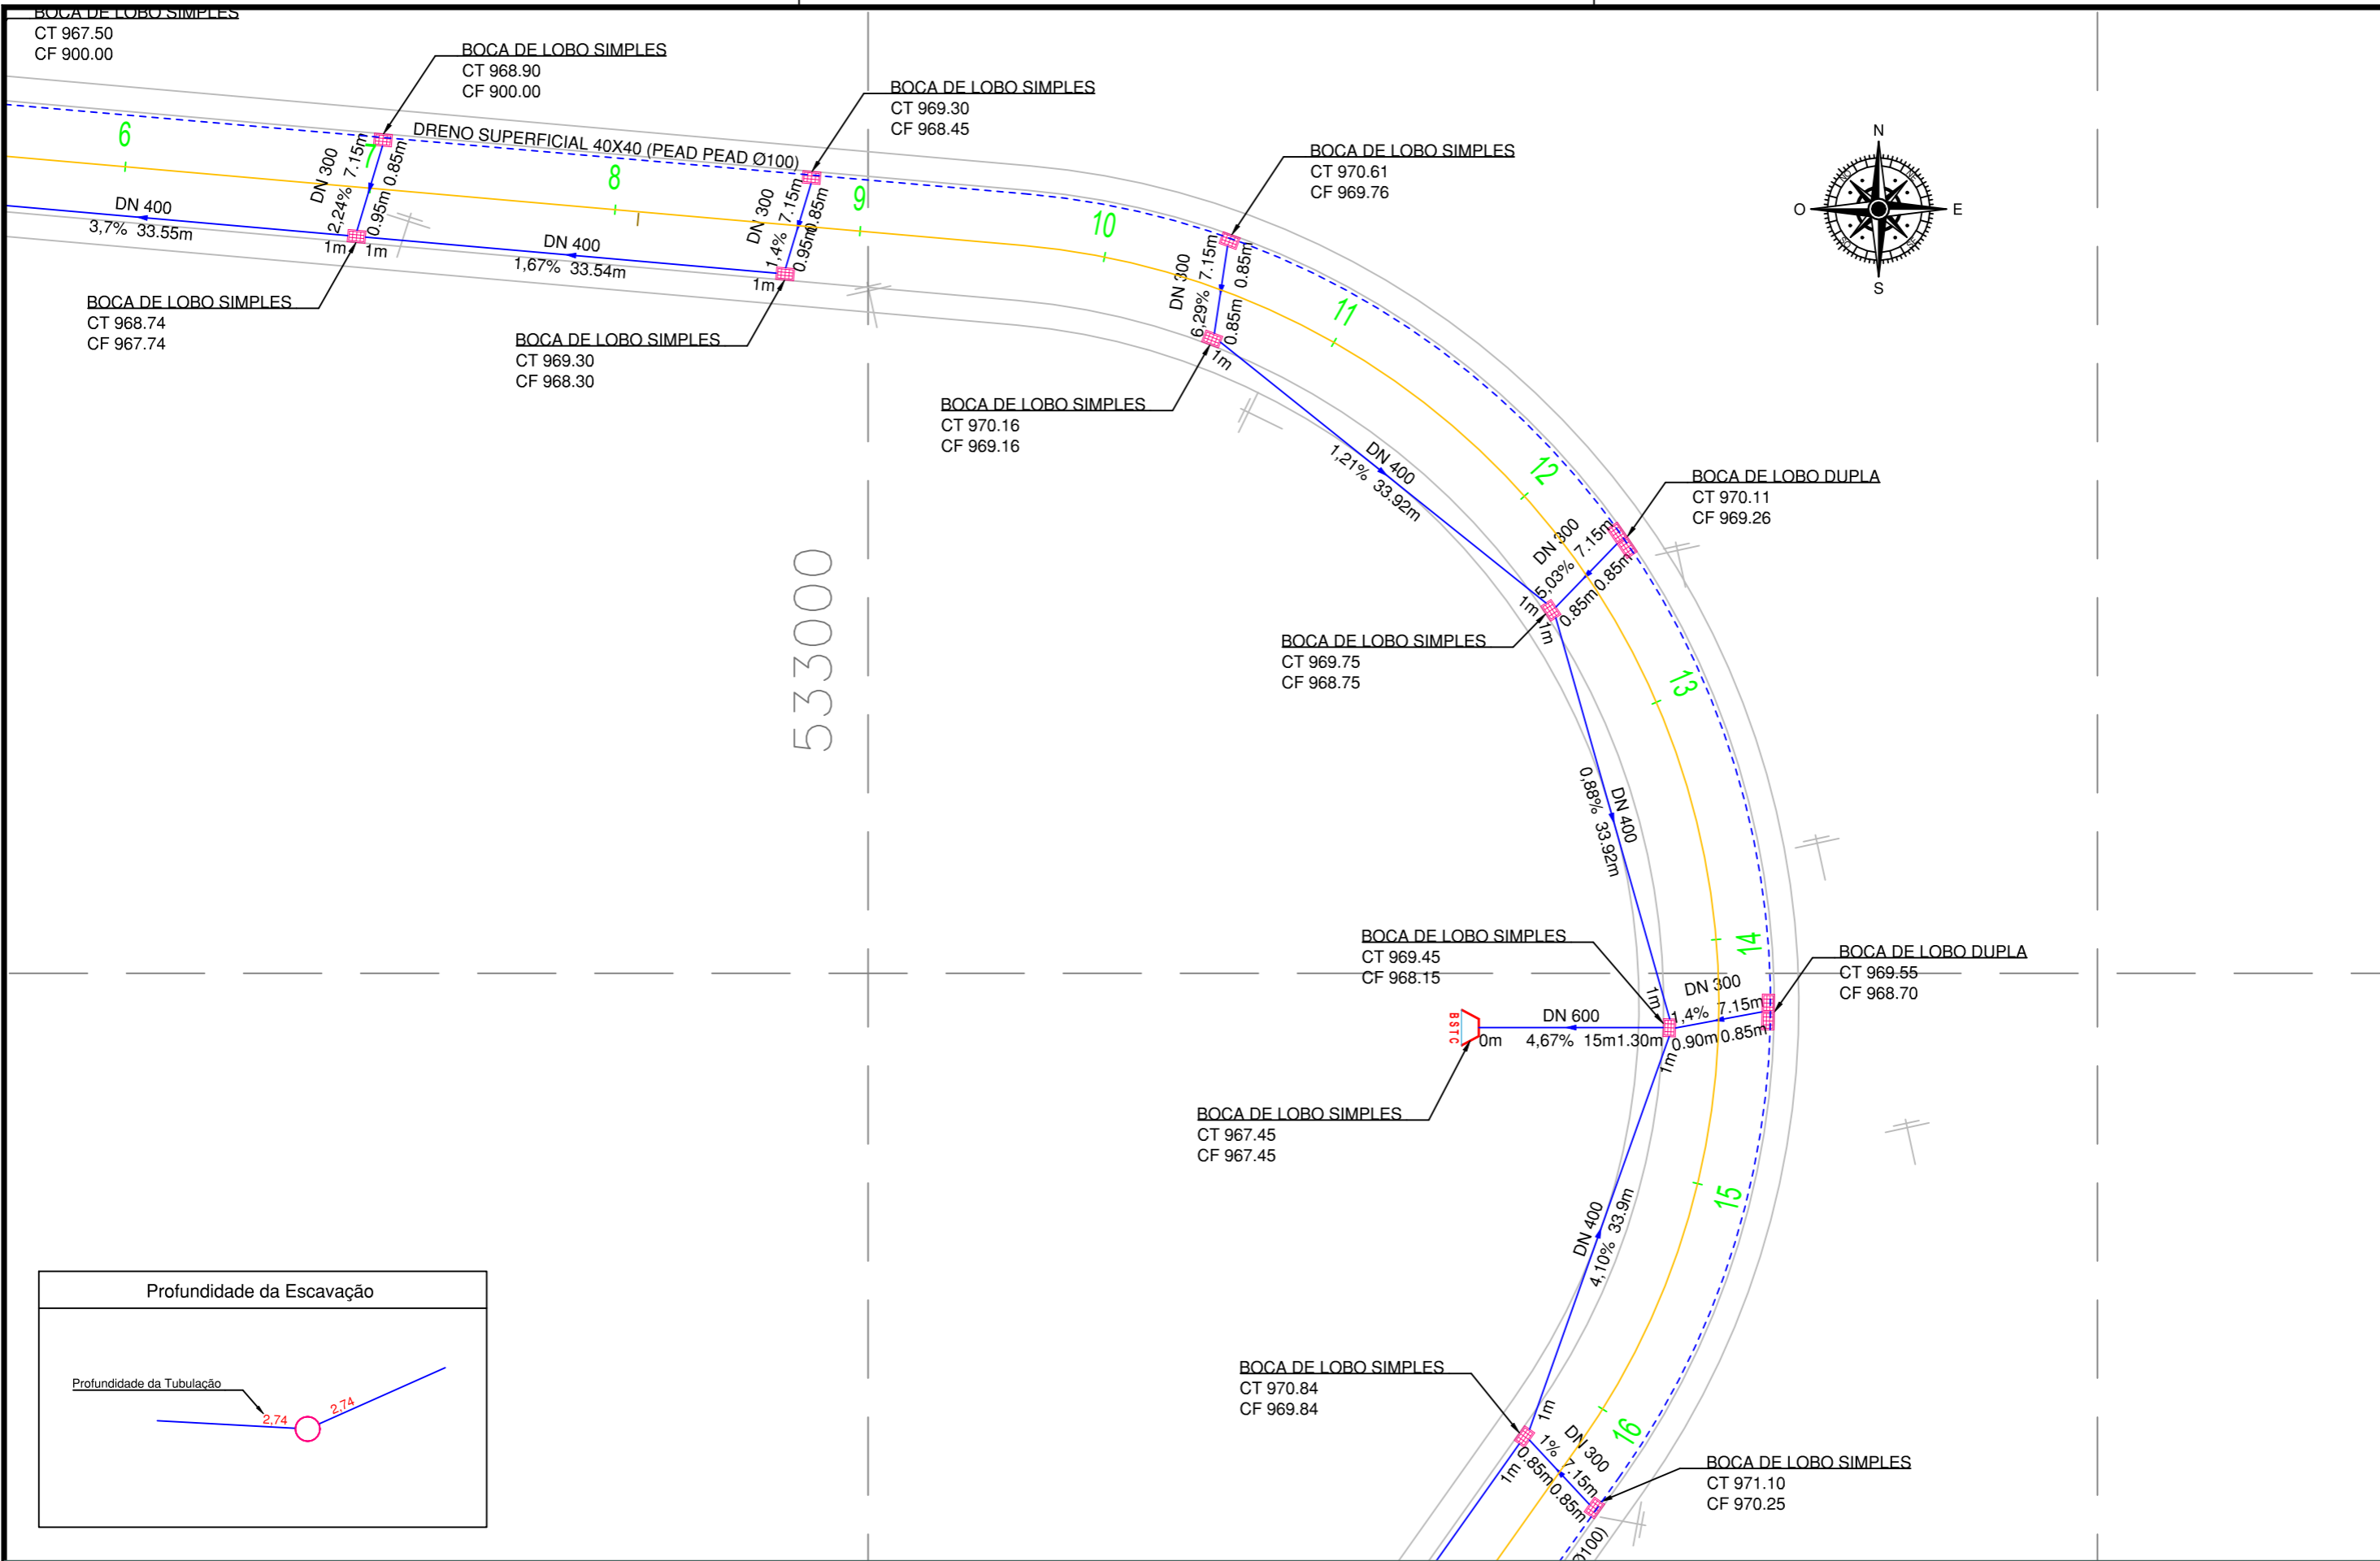 BOCA DE LOBO SIMPLES
CT 967.50
CF 900.00
BOCA DE LOBO SIMPLES
CT 968.90
CF 900.00
BOCA DE LOBO SIMPLES
CT 969.30
CF 968.45
BOCA DE LOBO SIMPLES
CT 970.61
CF 969.76
DRENO SUPERFICIAL 40X40 (PEAD PEAD Ø100)
6
7
8
9
10
11
12
13
14
15
16
DN 300
2,24% 7.15m
0.85m
0.95m
1m
1m
DN 400
3,7% 33.55m
DN 400
1,67% 33.54m
DN 300
1,4% 7.15m
0.85m
0.95m
1m
BOCA DE LOBO SIMPLES
CT 968.74
CF 967.74
BOCA DE LOBO SIMPLES
CT 969.30
CF 968.30
DN 300
6,29% 7.15m
0.85m
0.85m
1m
BOCA DE LOBO SIMPLES
CT 970.16
CF 969.16
DN 400
1,21% 33.92m
BOCA DE LOBO DUPLA
CT 970.11
CF 969.26
DN 300
5,03% 7.15m
0.85m
0.85m
1m
1m
BOCA DE LOBO SIMPLES
CT 969.75
CF 968.75
533000
DN 400
0,88% 33.92m
BOCA DE LOBO SIMPLES
CT 969.45
CF 968.15
BOCA DE LOBO DUPLA
CT 969.55
CF 968.70
DN 300
1,4% 7.15m
0.90m
0.85m
1m
1m
BSTC
DN 600
0m
4,67% 15m
1.30m
BOCA DE LOBO SIMPLES
CT 967.45
CF 967.45
DN 400
4,10% 33.9m
BOCA DE LOBO SIMPLES
CT 970.84
CF 969.84
1m
DN 300
1% 7.15m
0.85m
0.85m
1m
BOCA DE LOBO SIMPLES
CT 971.10
CF 970.25
Ø100)
N
NE
E
SE
S
SO
O
NO
Profundidade da Escavação
Profundidade da Tubulação
2,74
2,74